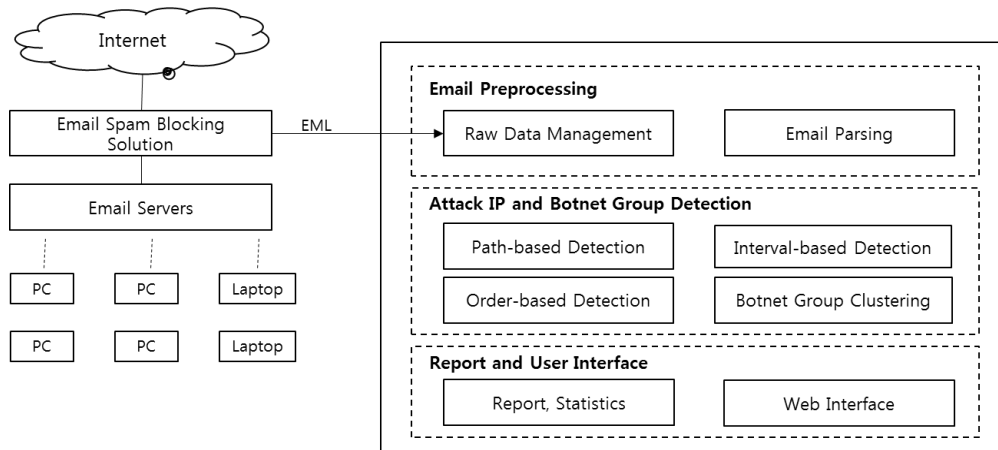 Internet
Email Spam Blocking
Solution
EML
Email Servers
PC
PC
Laptop
PC
PC
Laptop
Email Preprocessing
Raw Data Management
Email Parsing
Attack IP and Botnet Group Detection
Path-based Detection
Interval-based Detection
Order-based Detection
Botnet Group Clustering
Report and User Interface
Report, Statistics
Web Interface